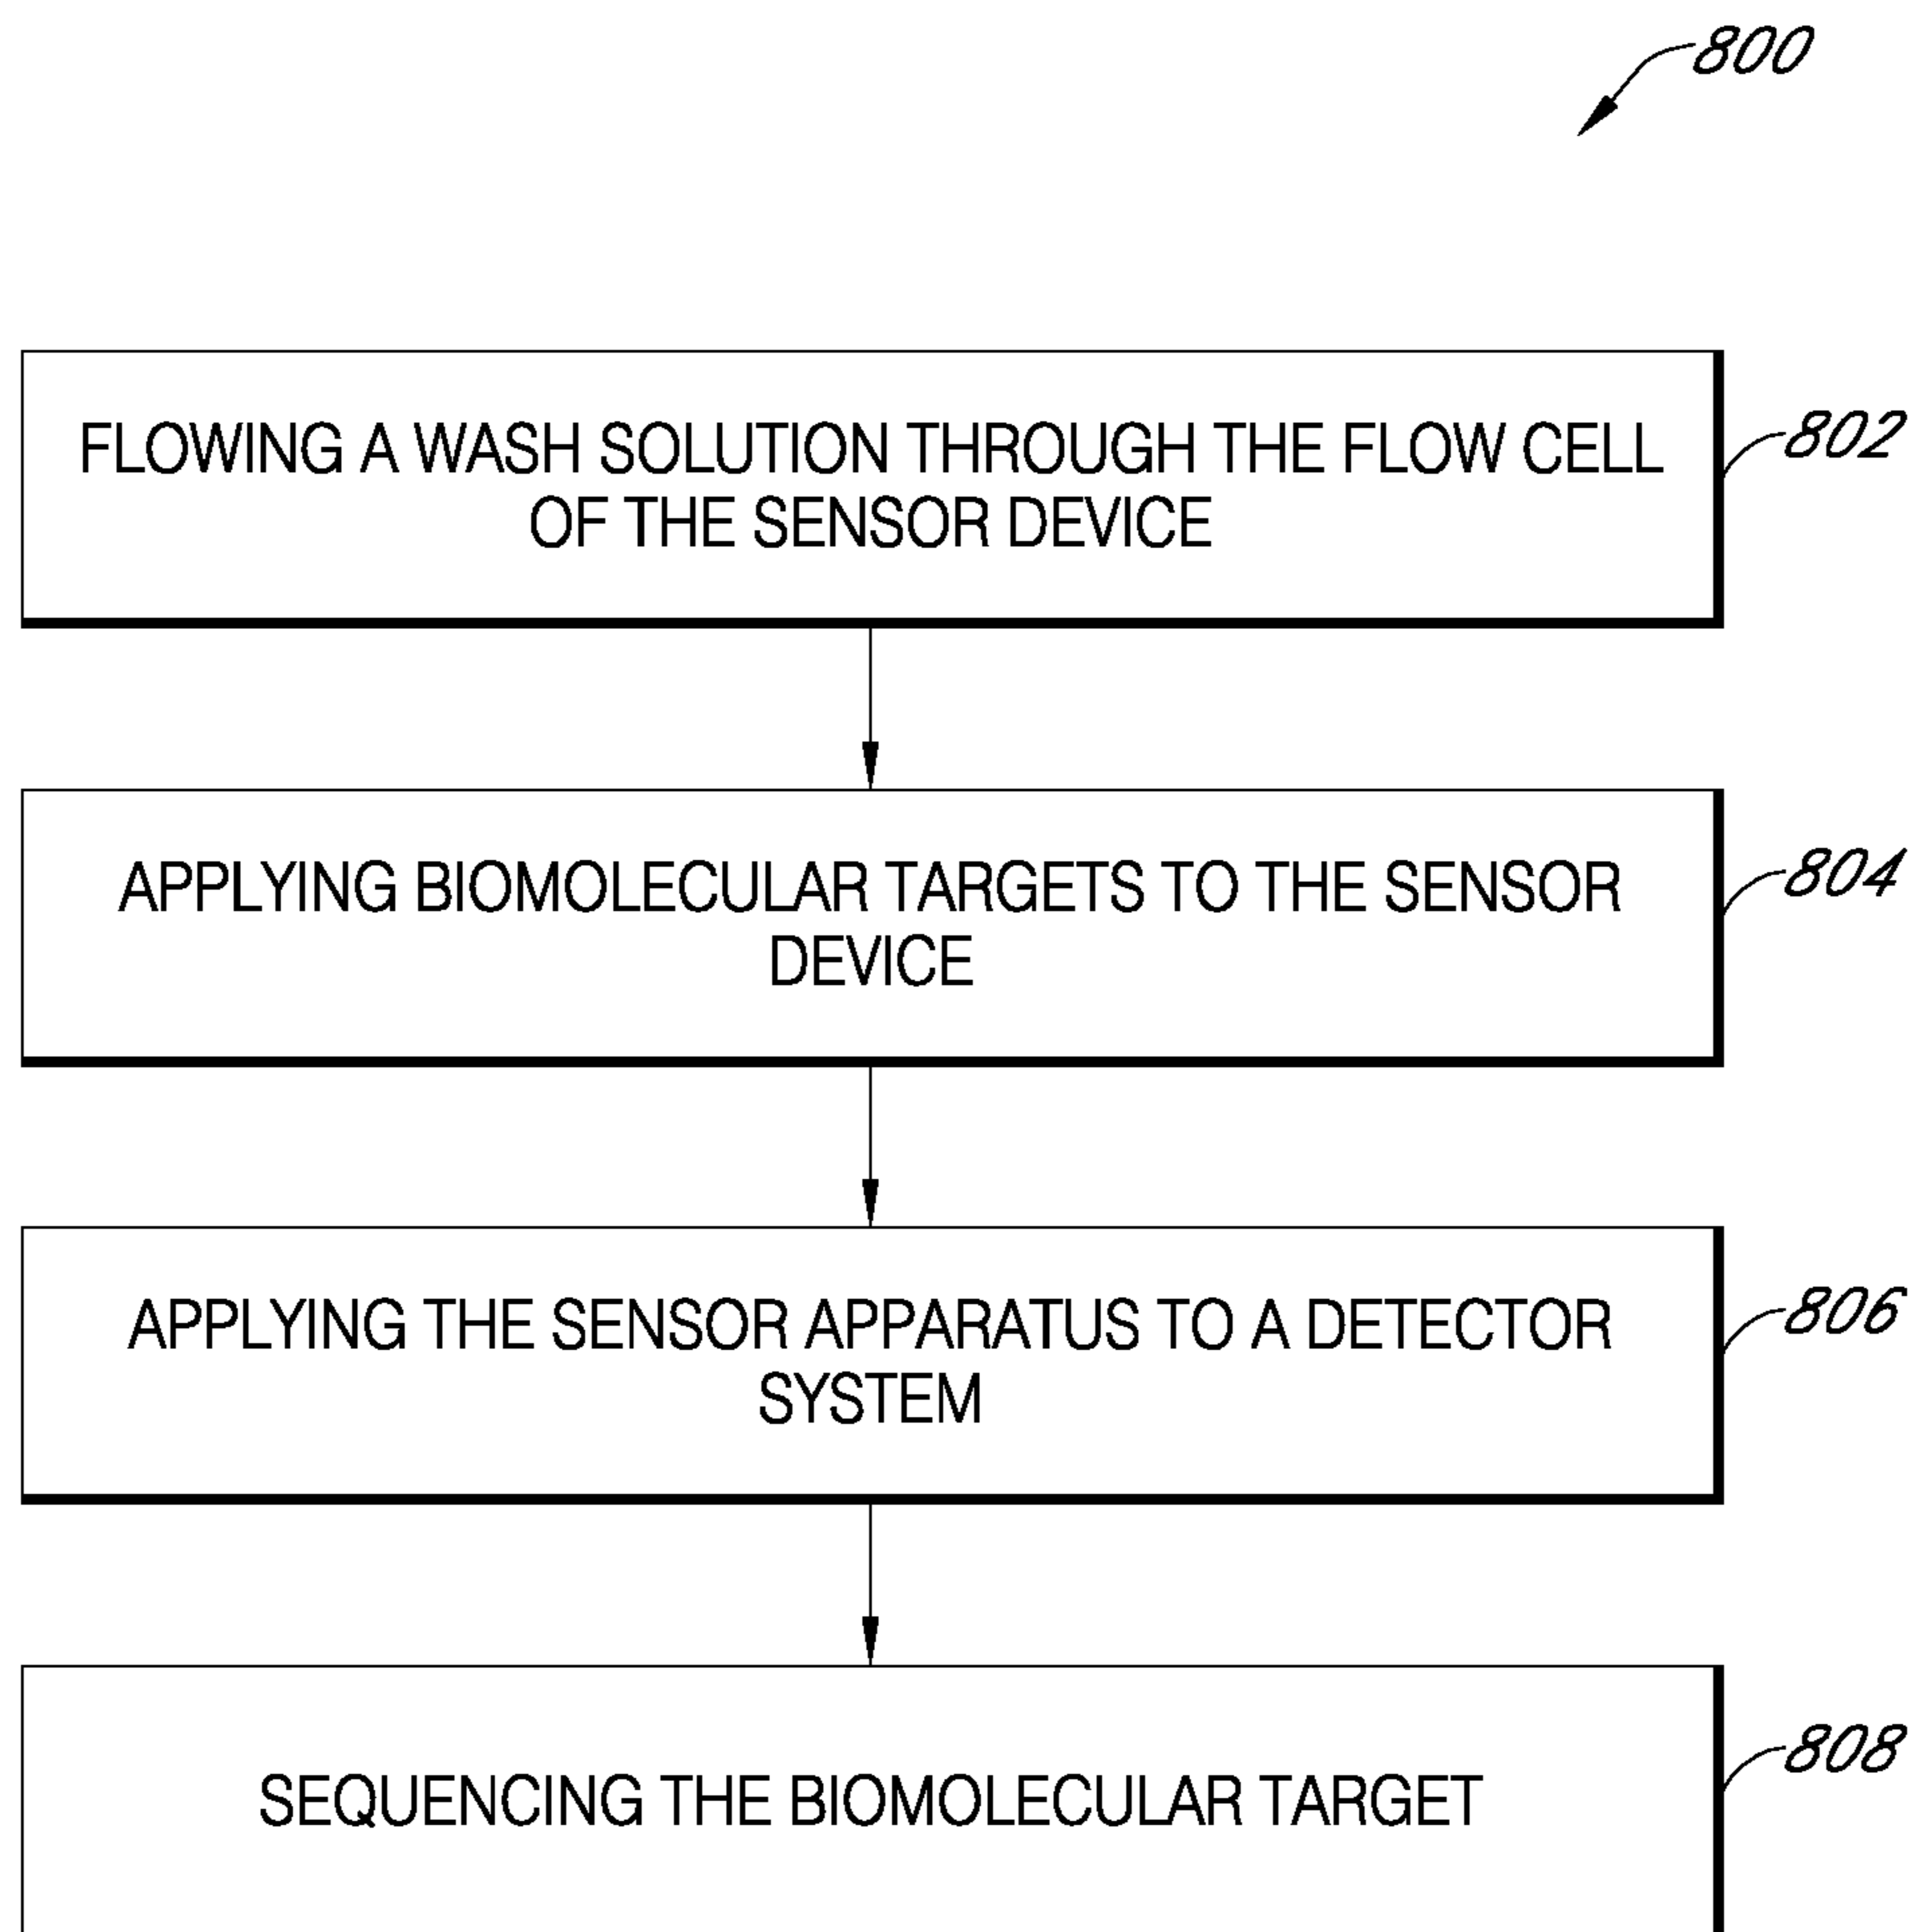 800
FLOWING A WASH SOLUTION THROUGH THE FLOW CELL
OF THE SENSOR DEVICE
802
APPLYING BIOMOLECULAR TARGETS TO THE SENSOR
DEVICE
804
APPLYING THE SENSOR APPARATUS TO A DETECTOR
SYSTEM
806
SEQUENCING THE BIOMOLECULAR TARGET
808